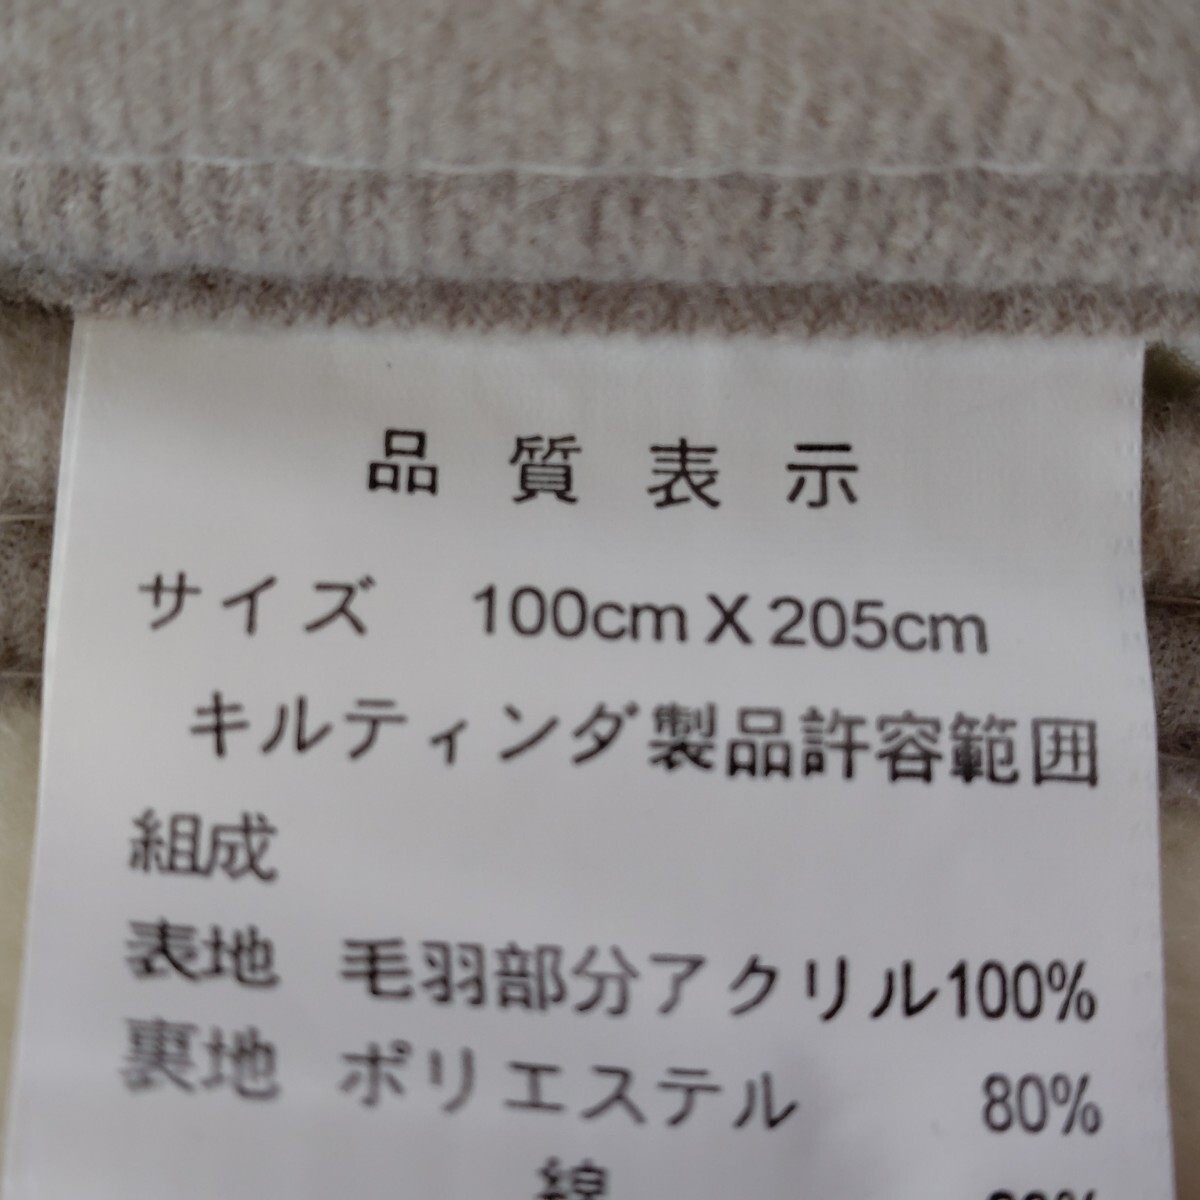 品質表示
サイズ 100cm X 205cm
キルティンダ製品許容範囲
組成
表地 毛羽部分アクリル100%
裏地 ポリエステル 80%
綿